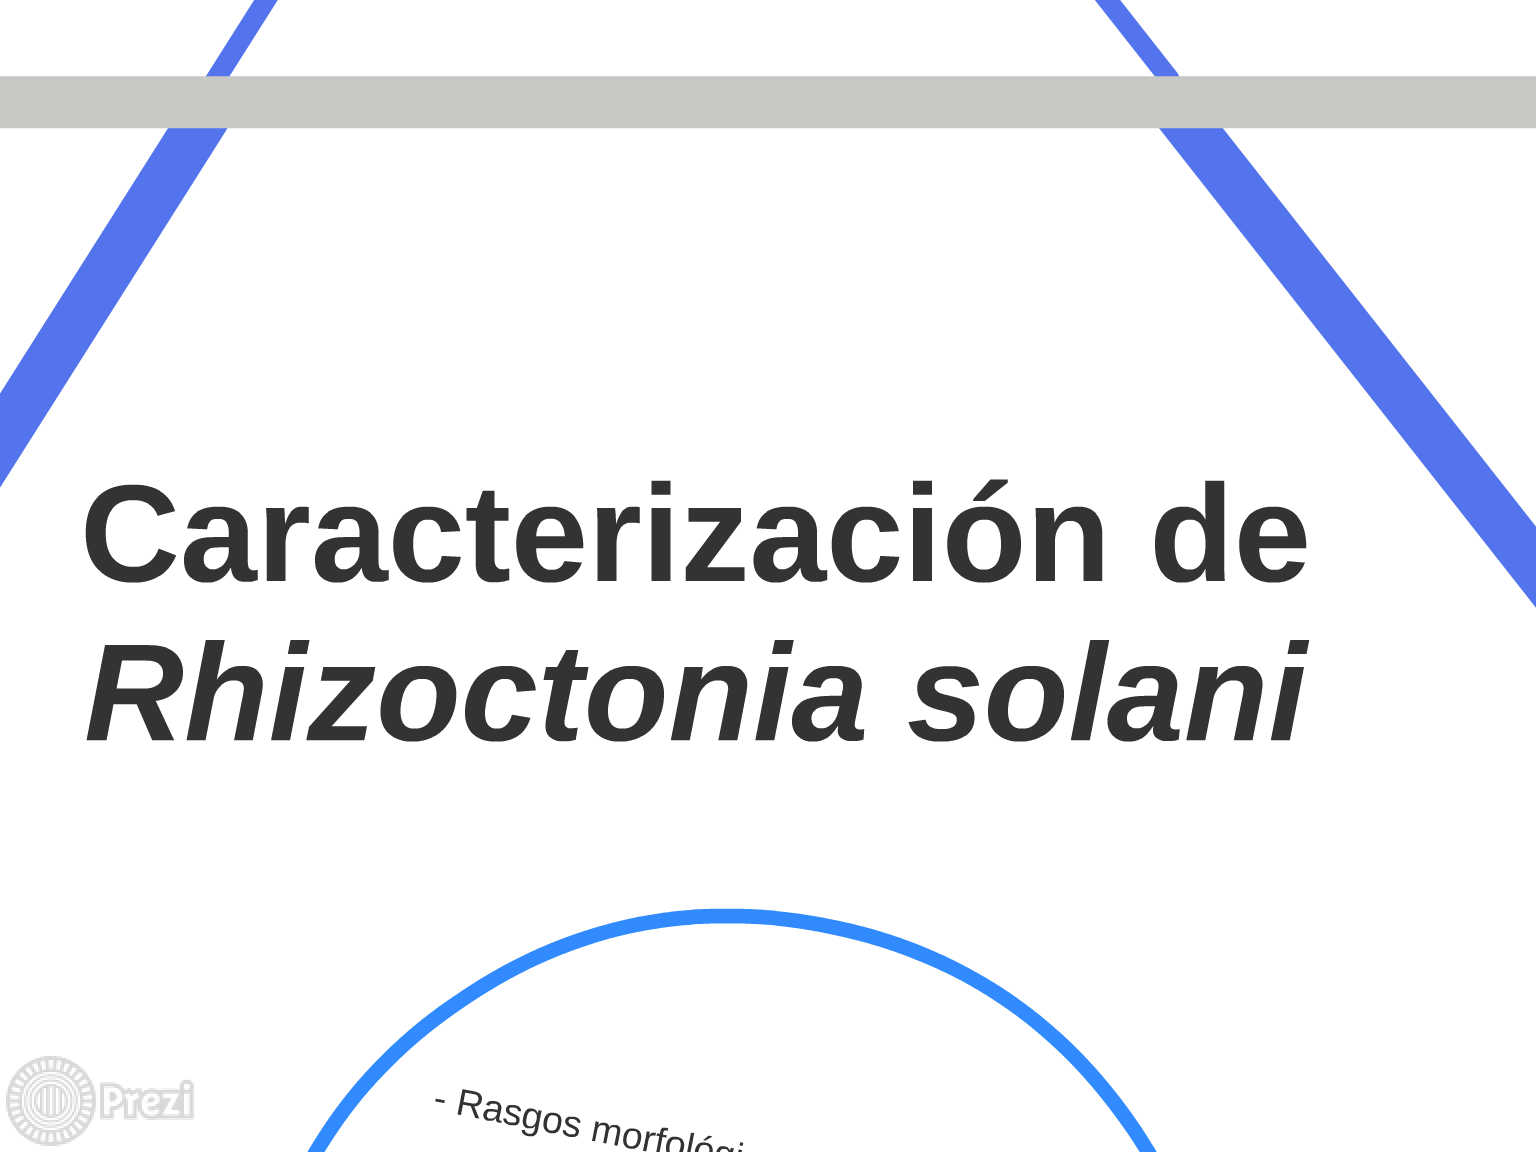 Caracterización de
Rhizoctonia solani
- Rasgos
Prezi